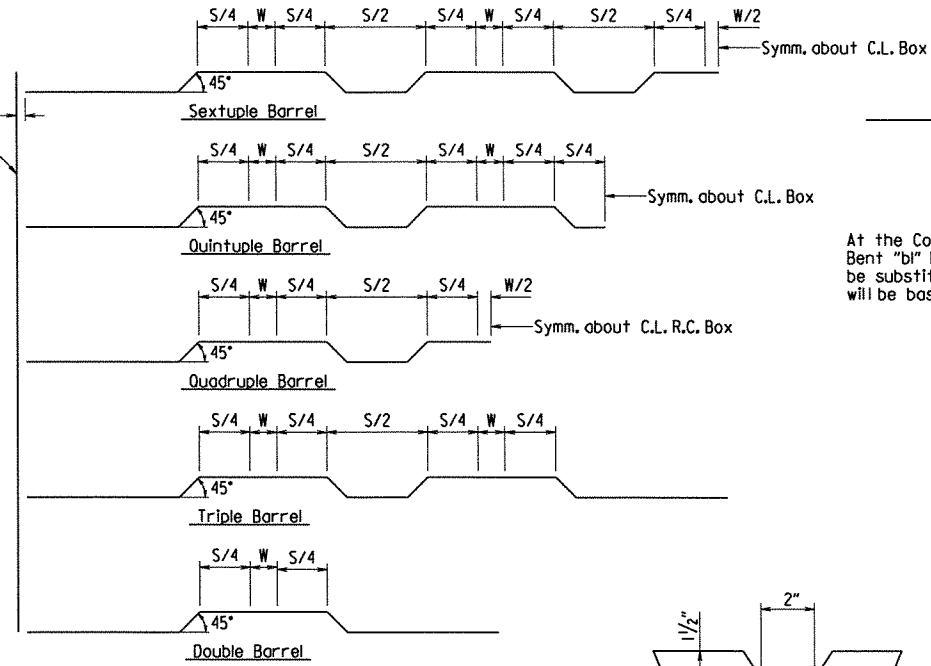 S/4 W S/4 S/2 S/4 W S/4 S/2 S/4 W/2
Symm. about C.L. Box
45°
Sextuple Barrel
S/4 W S/4 S/2 S/4 W S/4 S/4
Symm. about C.L. Box
45°
Quintuple Barrel
At the Co
Bent "bl"
be substit
will be bas
S/4 W S/4 S/2 S/4 W/2
Symm. about C.L. R.C. Box
45°
Quadruple Barrel
S/4 W S/4 S/2 S/4 W S/4
45°
Triple Barrel
S/4 W S/4
45°
Double Barrel
1½"
2"